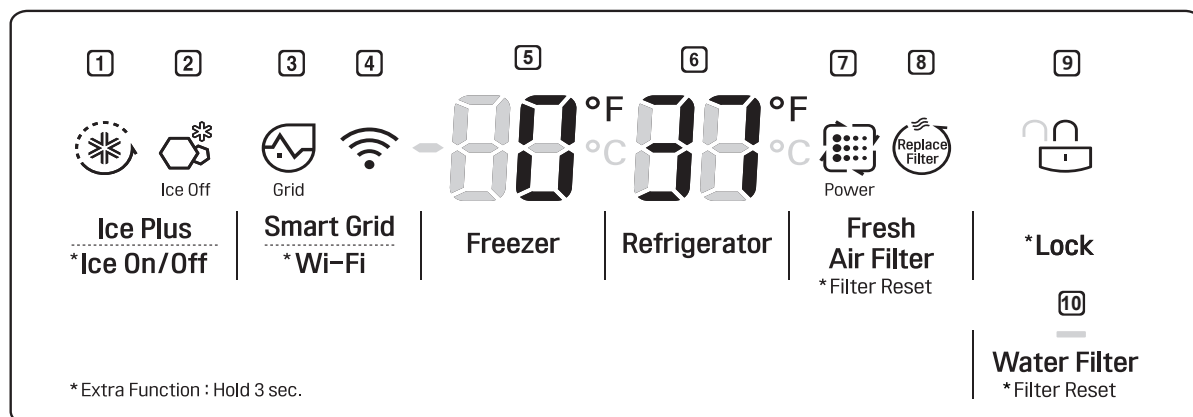 1 2 3 4 5 6 7 8 9
0 °F 37 °F
°C °C
Replace
Filter
Ice Off Grid Power
Ice Plus Smart Grid Freezer Refrigerator Fresh
Air Filter *Lock
*Ice On/Off *Wi-Fi
*Filter Reset
10
Water Filter
*Filter Reset
*Extra Function : Hold 3 sec.